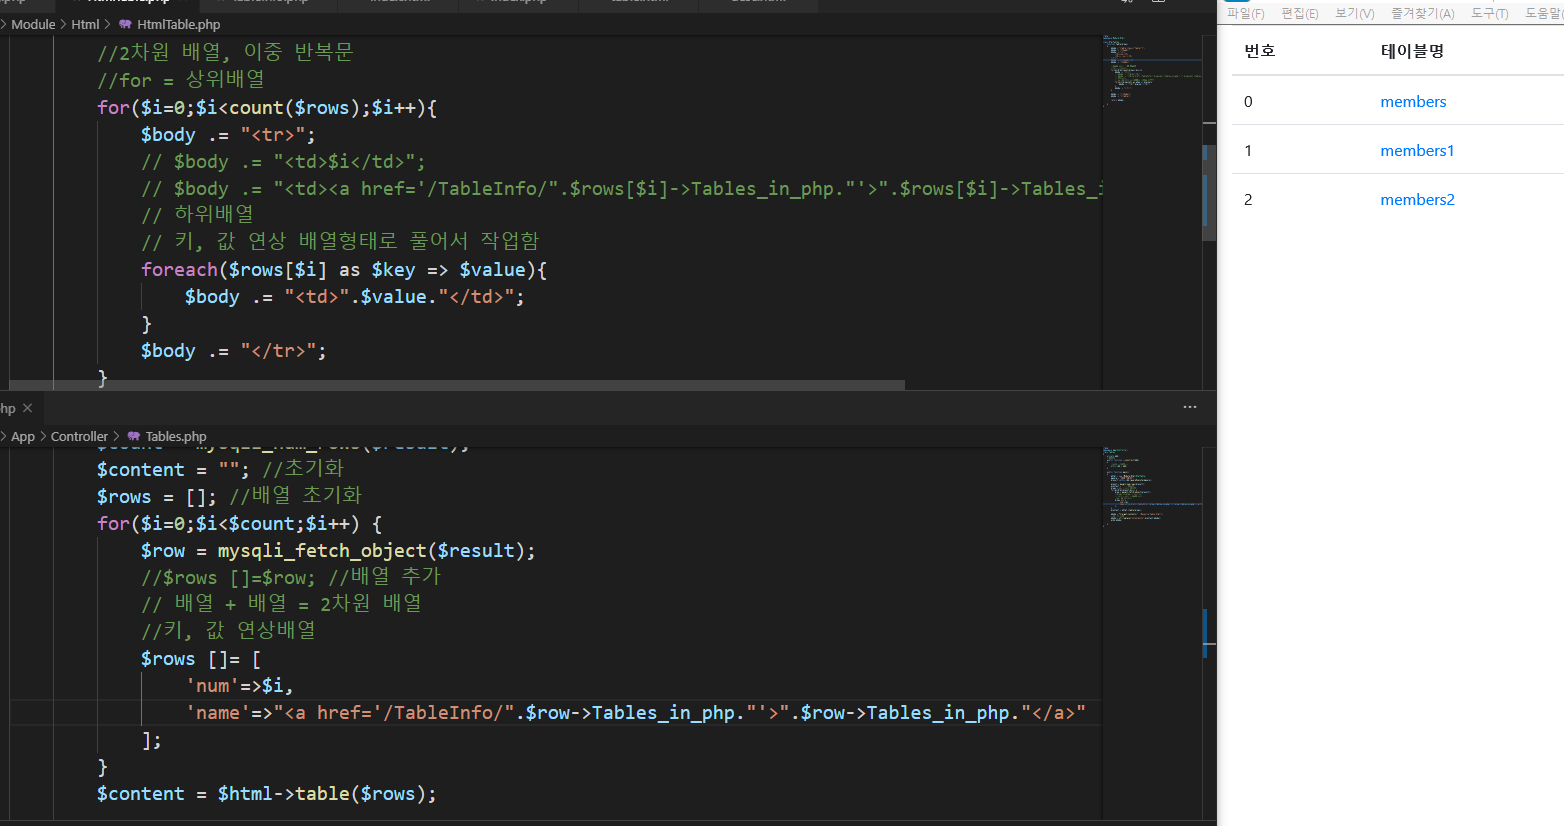 Module > Html > HtmlTable.php
//2차원 배열, 이중 반복문
//for = 상위배열
for($i=0;$i<count($rows);$i++){
$body .= "<tr>";
// $body .= "<td>$i</td>";
// $body .= "<td><a href='/TableInfo/".$rows[$i]->Tables_in_php."'>".$rows[$i]->Tables_i
// 하위배열
// 키, 값 연상 배열형태로 풀어서 작업함
foreach($rows[$i] as $key => $value){
$body .= "<td>".$value."</td>";
}
$body .= "</tr>";
}
hp ×
> App > Controller > Tables.php
$content = ""; //초기화
$rows = []; //배열 초기화
for($i=0;$i<$count;$i++) {
$row = mysqli_fetch_object($result);
//$rows []=$row; //배열 추가
// 배열 + 배열 = 2차원 배열
//키, 값 연상배열
$rows []= [
'num'=>$i,
'name'=>"<a href='/TableInfo/".$row->Tables_in_php."'>".$row->Tables_in_php."</a>"
];
}
$content = $html->table($rows);
파일(F) 편집(E) 보기(V) 즐겨찾기(A) 도구(T) 도움말(
번호 테이블명
0 members
1 members1
2 members2